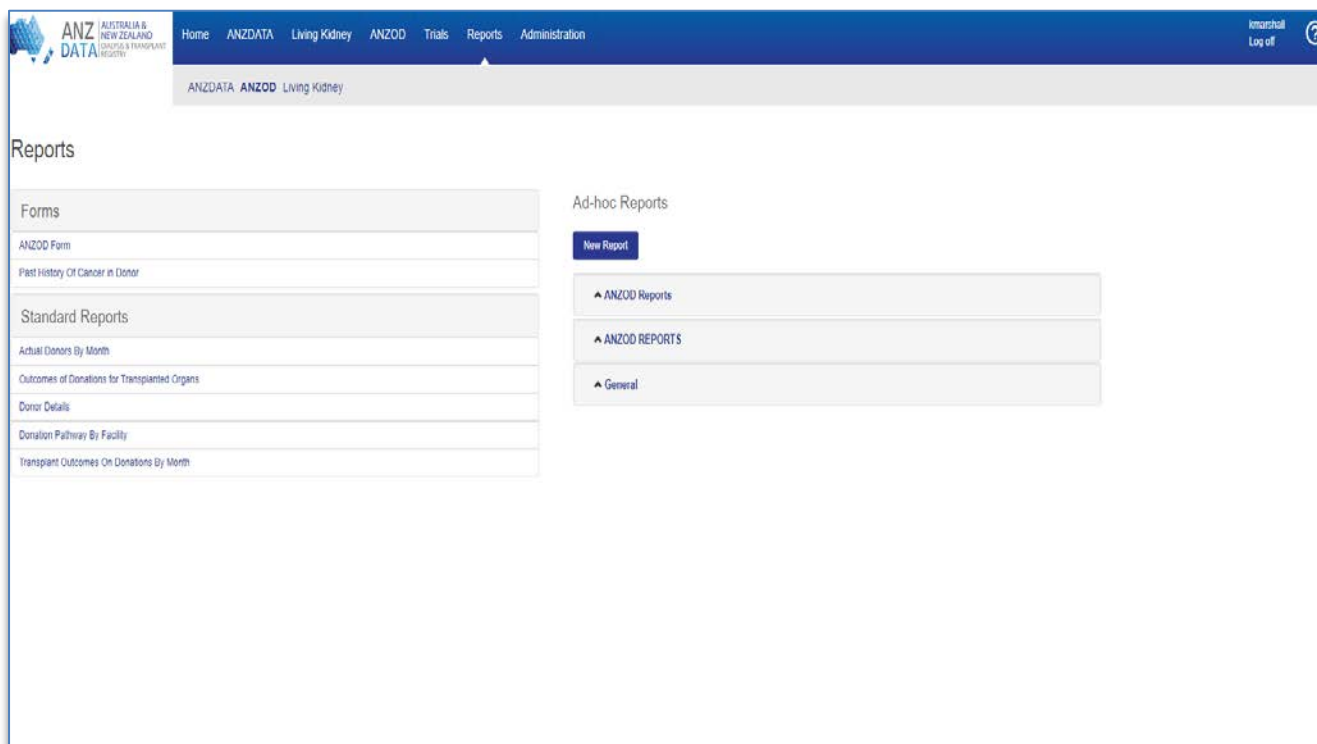 ANZ DATA
AUSTRALIA & NEW ZEALAND DIALYSIS & TRANSPLANT REGISTRY
Home ANZDATA Living Kidney ANZOD Trials Reports Administration
kmarshall
Log off
?
ANZDATA ANZOD Living Kidney
Reports
Forms
ANZOD Form
Past History Of Cancer in Donor
Standard Reports
Actual Donors By Month
Outcomes of Donations for Transplanted Organs
Donor Details
Donation Pathway By Facility
Transplant Outcomes On Donations By Month
Ad-hoc Reports
New Report
ANZOD Reports
ANZOD REPORTS
General